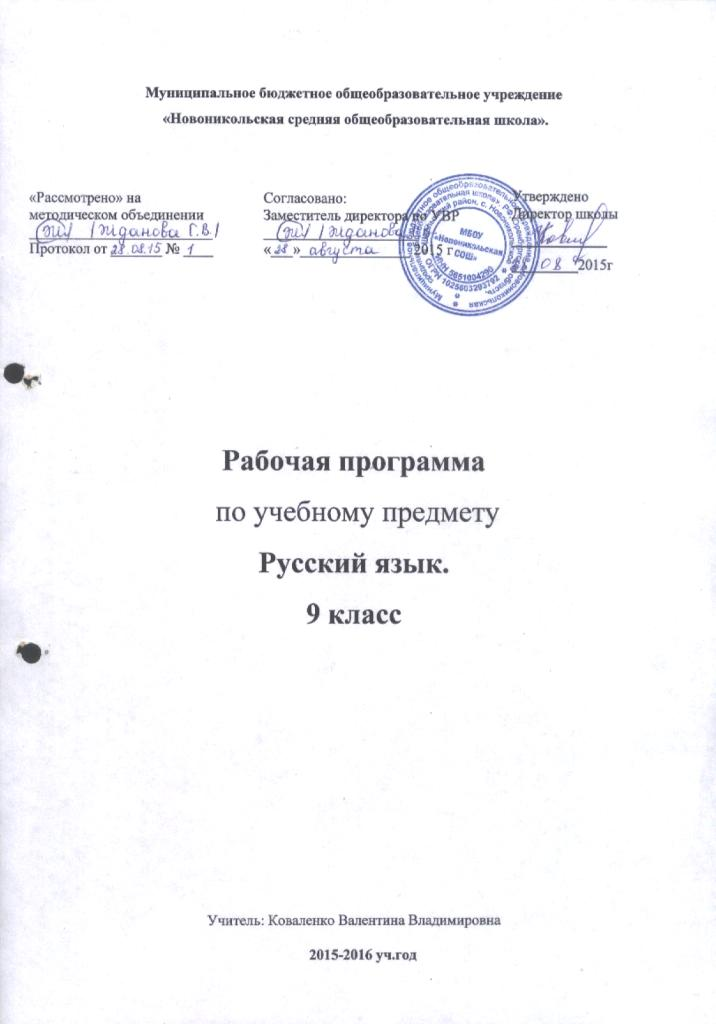 Муниципальное бюджетное общеобразовательное учреждение
«Новоникольская средняя общеобразовательная школа».
«Рассмотрено» на
методическом объединении
/Жданова Г.В./
Протокол от 28.08.15 № 1
Согласовано:
Заместитель директора по УВР
/Жданова
« 28 » августа 2015 г
Утверждено
Директор школы
08 2015г
МБОУ
«Новоникольская
СОШ»
Рабочая программа
по учебному предмету
Русский язык.
9 класс
Учитель: Коваленко Валентина Владимировна
2015-2016 уч.год